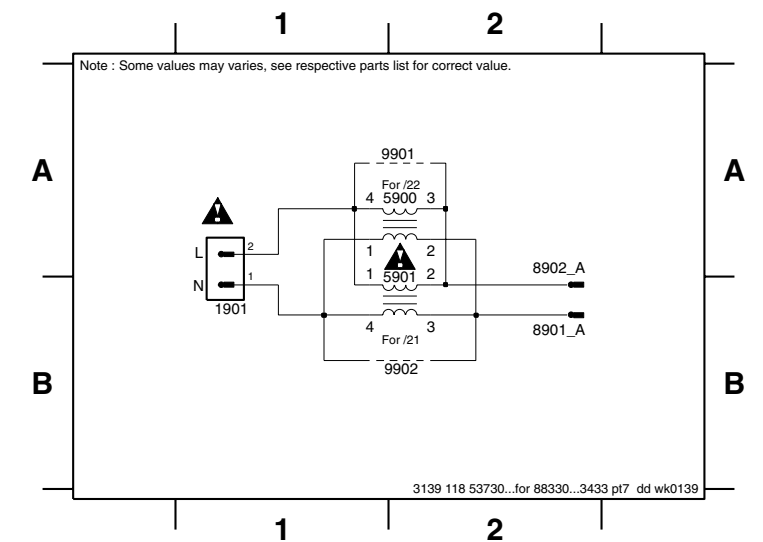 1 2
Note : Some values may varies, see respective parts list for correct value.
A A
9901
For /22
4 5900 3
L 2
1 2
N 1
1 5901 2
8902_A
1901
4 3
8901_A
For /21
9902
B B
3139 118 53730...for 88330...3433 pt7 dd wk0139
1 2